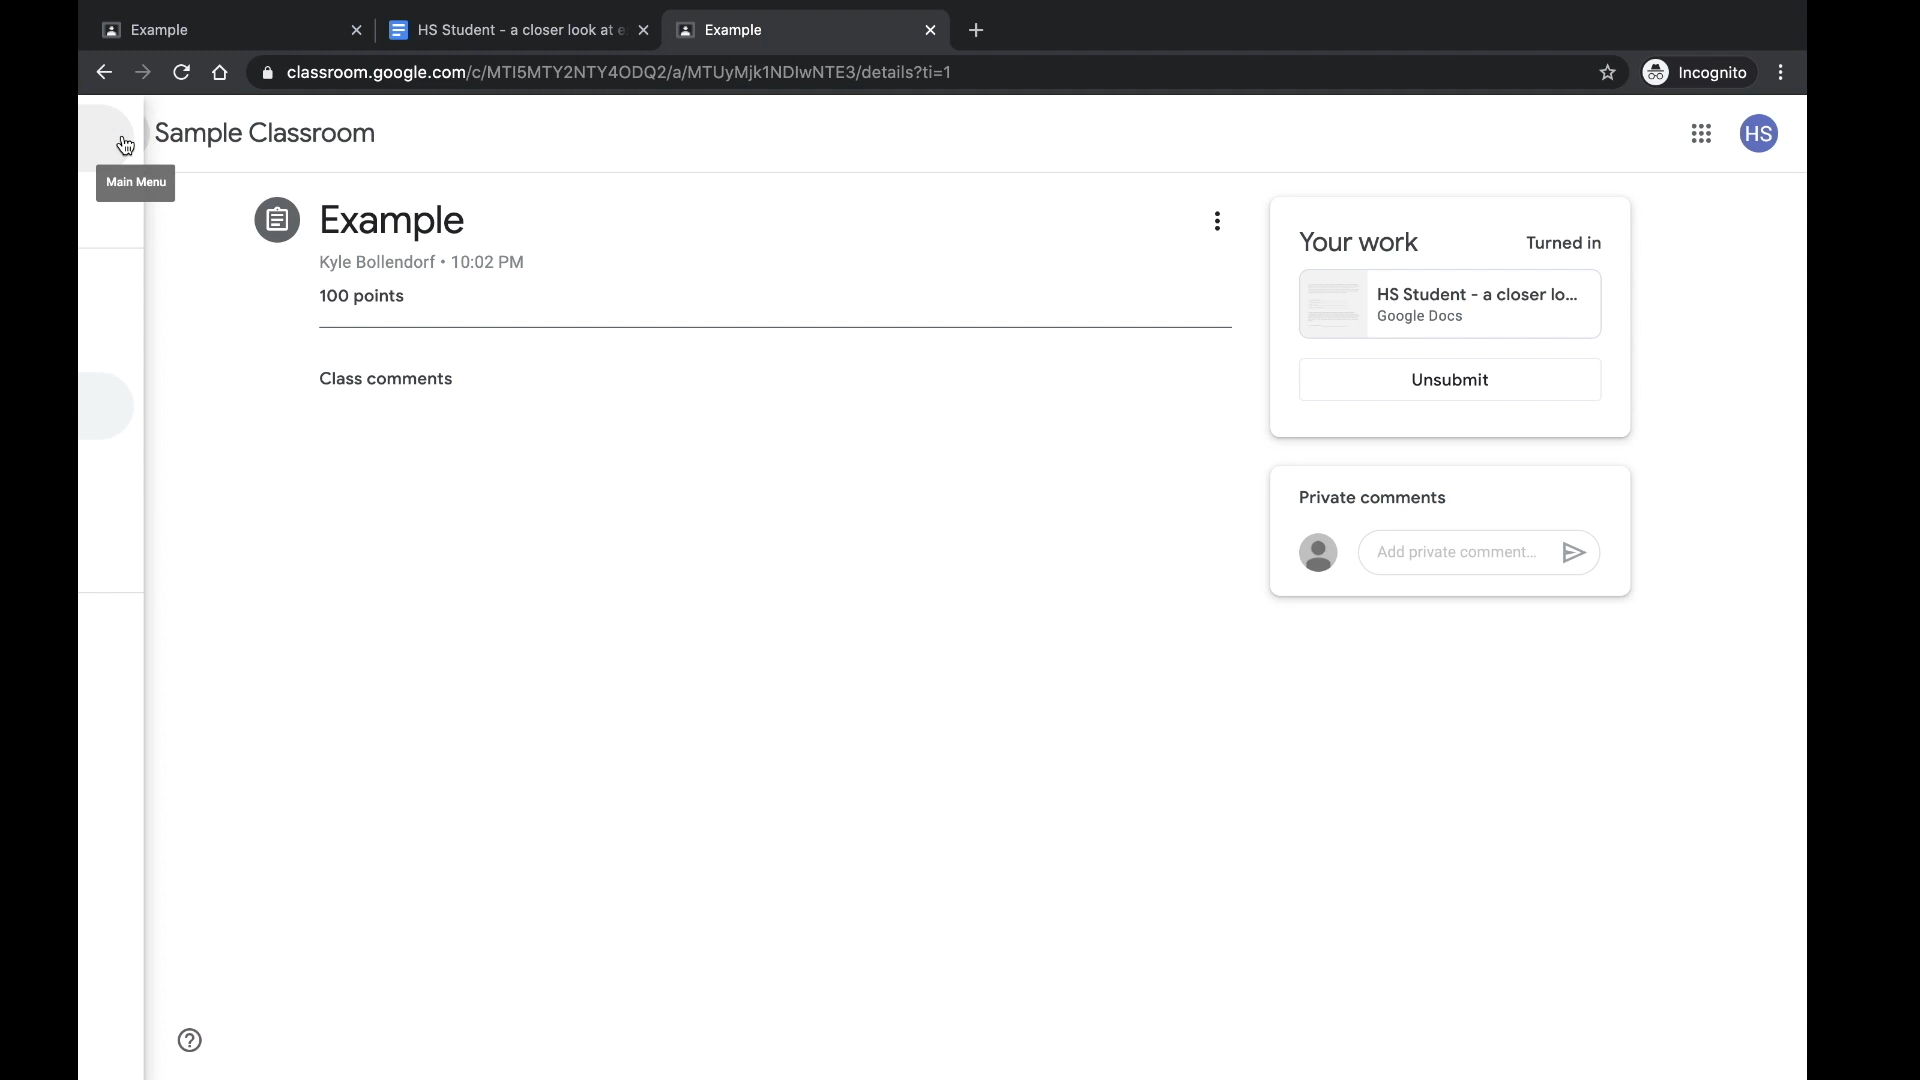 Example
HS Student - a closer look at e
Example
classroom.google.com/c/MTI5MTY2NTY4ODQ2/a/MTUyMjk1NDIwNTE3/details?ti=1
Incognito
Sample Classroom
HS
Main Menu
Example
Kyle Bollendorf • 10:02 PM
100 points
Class comments
Your work
Turned in
HS Student - a closer lo...
Google Docs
Unsubmit
Private comments
Add private comment...